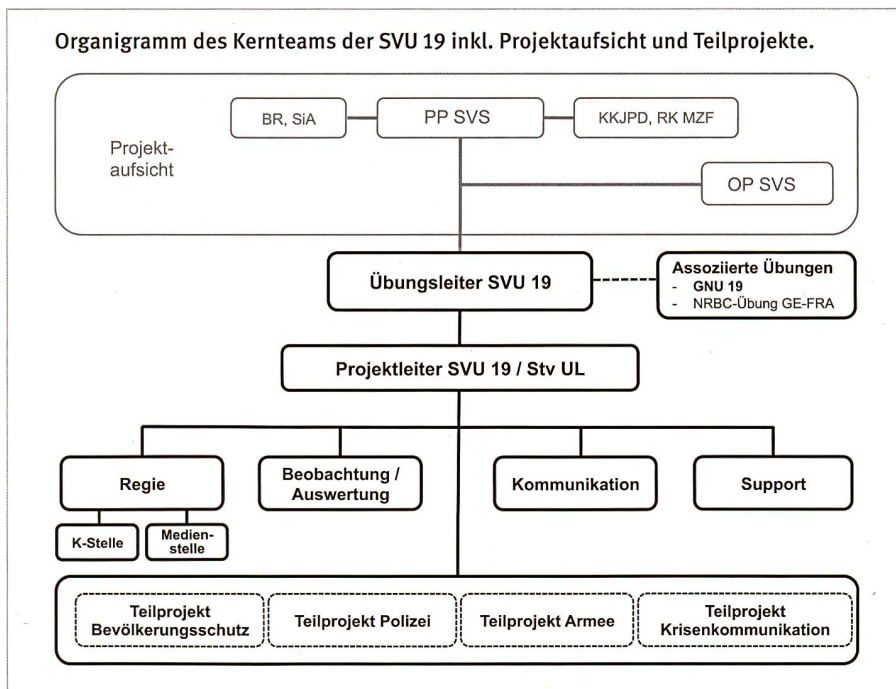 Organigramm des Kernteams der SVU 19 inkl. Projektaufsicht und Teilprojekte.
Projekt-
aufsicht
BR, SiA
PP SVS
KKJPD, RK MZF
OP SVS
Übungsleiter SVU 19
Assoziierte Übungen
- GNU 19
- NRBC-Übung GE-FRA
Projektleiter SVU 19 / Stv UL
Regie
Beobachtung /
Auswertung
Kommunikation
Support
K-Stelle
Medien-
stelle
Teilprojekt
Bevölkerungsschutz
Teilprojekt Polizei
Teilprojekt Armee
Teilprojekt
Krisenkommunikation